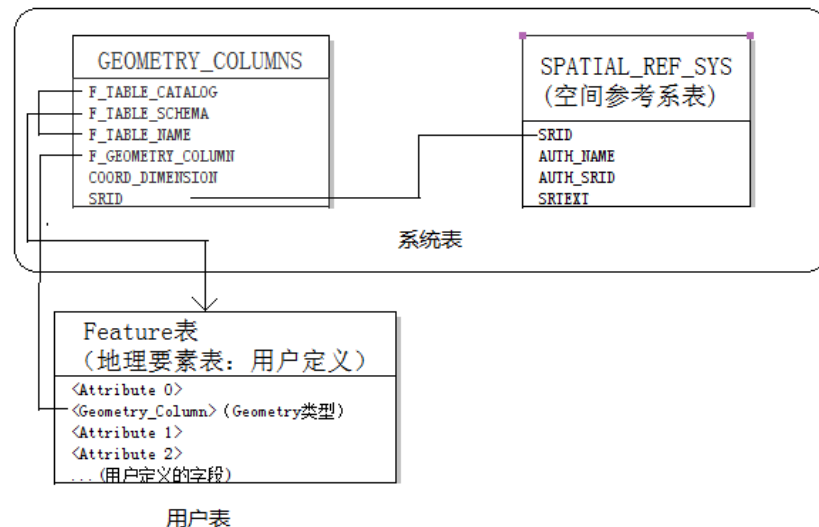 GEOMETRY_COLUMNS
F_TABLE_CATALOG
F_TABLE_SCHEMA
F_TABLE_NAME
F_GEOMETRY_COLUMN
COORD_DIMENSION
SRID
SPATIAL_REF_SYS
(空间参考系表)
SRID
AUTH_NAME
AUTH_SRID
SRTEXT
系统表
Feature表
（地理要素表：用户定义）
<Attribute 0>
<Geometry_Column>(Geometry类型)
<Attribute 1>
<Attribute 2>
...(用户定义的字段)
用户表